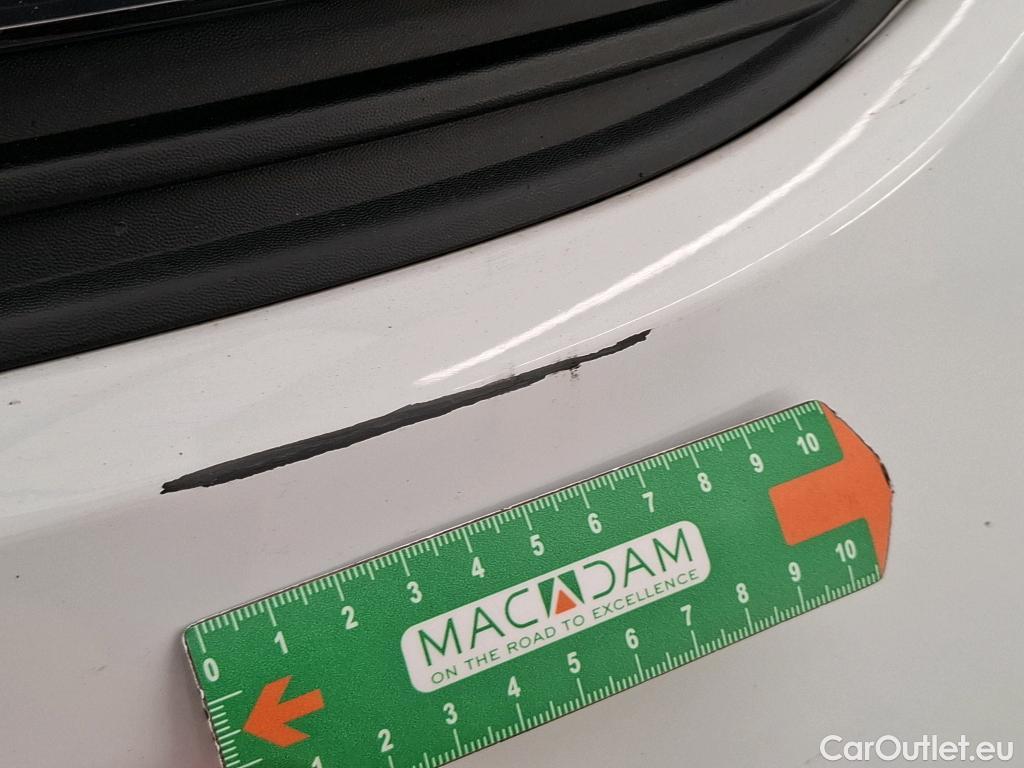 0 1 2 3 4 5 6 7 8 9 10
MACADAM
ON THE ROAD TO EXCELLENCE
1 2 3 4 5 6 7 8 9 10
CarOutlet.eu